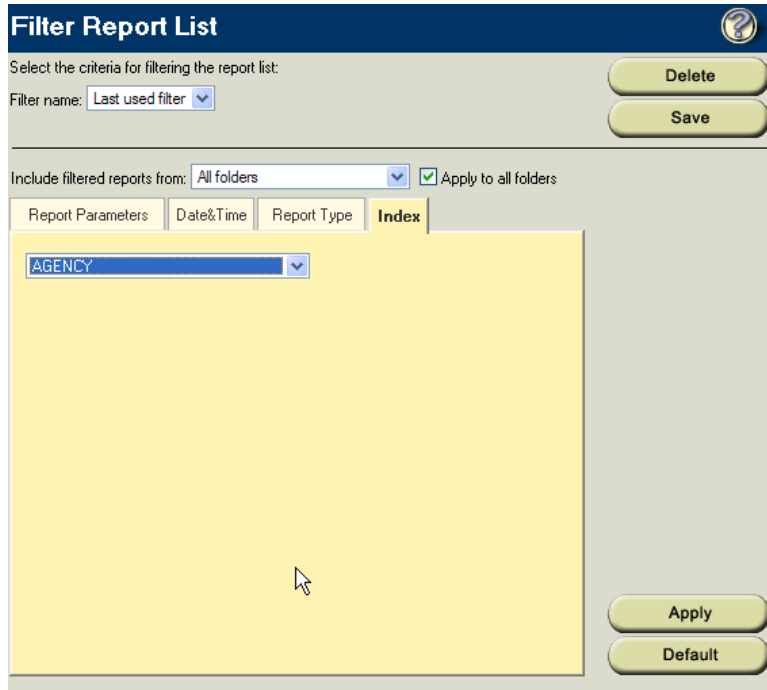 Filter Report List
Select the criteria for filtering the report list:
Delete
Filter name: Last used filter
Save
Include filtered reports from: All folders Apply to all folders
Report Parameters Date&Time Report Type Index
AGENCY
Apply
Default